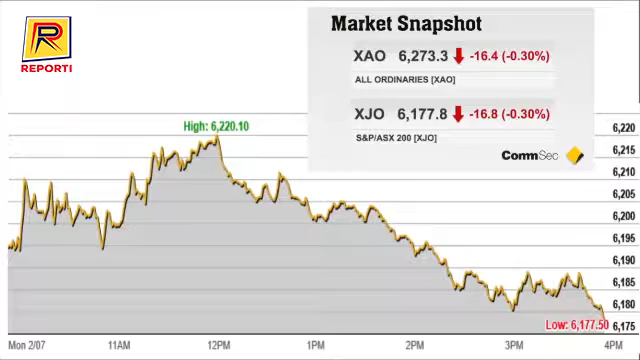 R
REPORTI
Market Snapshot
XAO 6,273.3 -16.4 (-0.30%)
ALL ORDINARIES [XAO]
XJO 6,177.8 -16.8 (-0.30%)
S&P/ASX 200 [XJO]
CommSec
High: 6,220.10
6,220
6,215
6,210
6,205
6,200
6,195
6,190
6,185
6,180
6,175
Low: 6,177.50
Mon 2/07 11AM 12PM 1PM 2PM 3PM 4PM